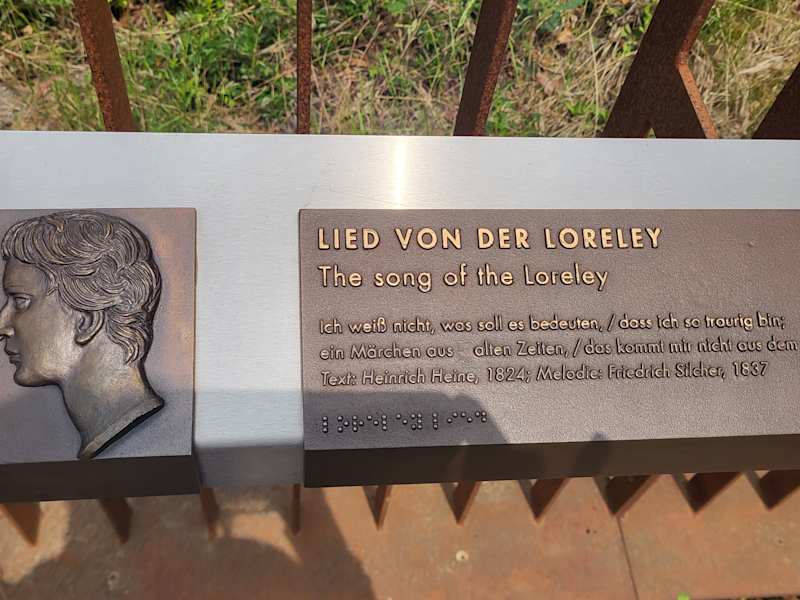 LIED VON DER LORELEY
The song of the Loreley
Ich weiß nicht, was soll es bedeuten, / dass ich so traurig bin;
ein Märchen aus alten Zeiten, / das kommt mir nicht aus dem
Text: Heinrich Heine, 1824; Melodie: Friedrich Silcher, 1837